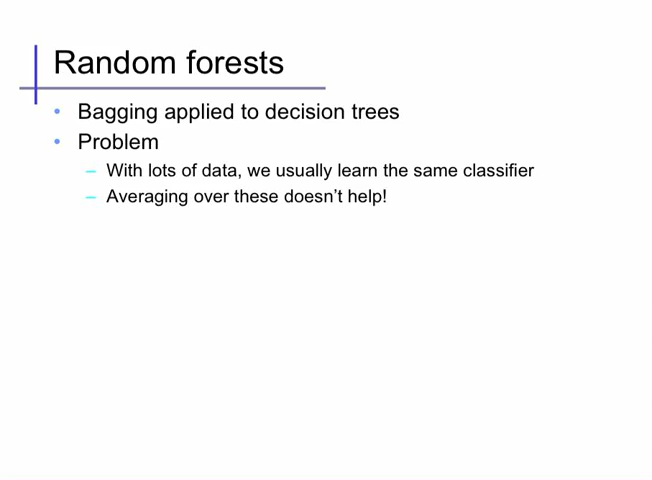 Random forests
• Bagging applied to decision trees
• Problem
– With lots of data, we usually learn the same classifier
– Averaging over these doesn't help!